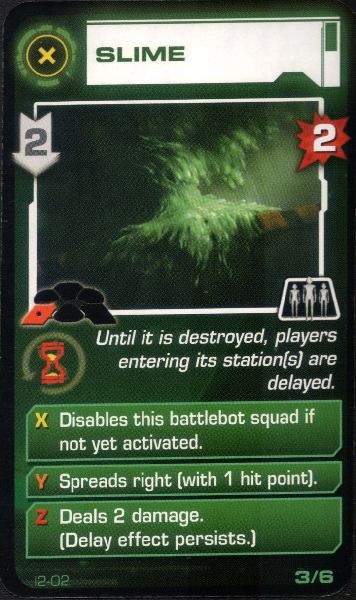 X
SLIME
2
2
Until it is destroyed, players
entering its station(s) are
delayed.
X Disables this battlebot squad if
not yet activated.
Y Spreads right (with 1 hit point).
Z Deals 2 damage.
(Delay effect persists.)
i2-02
3/6